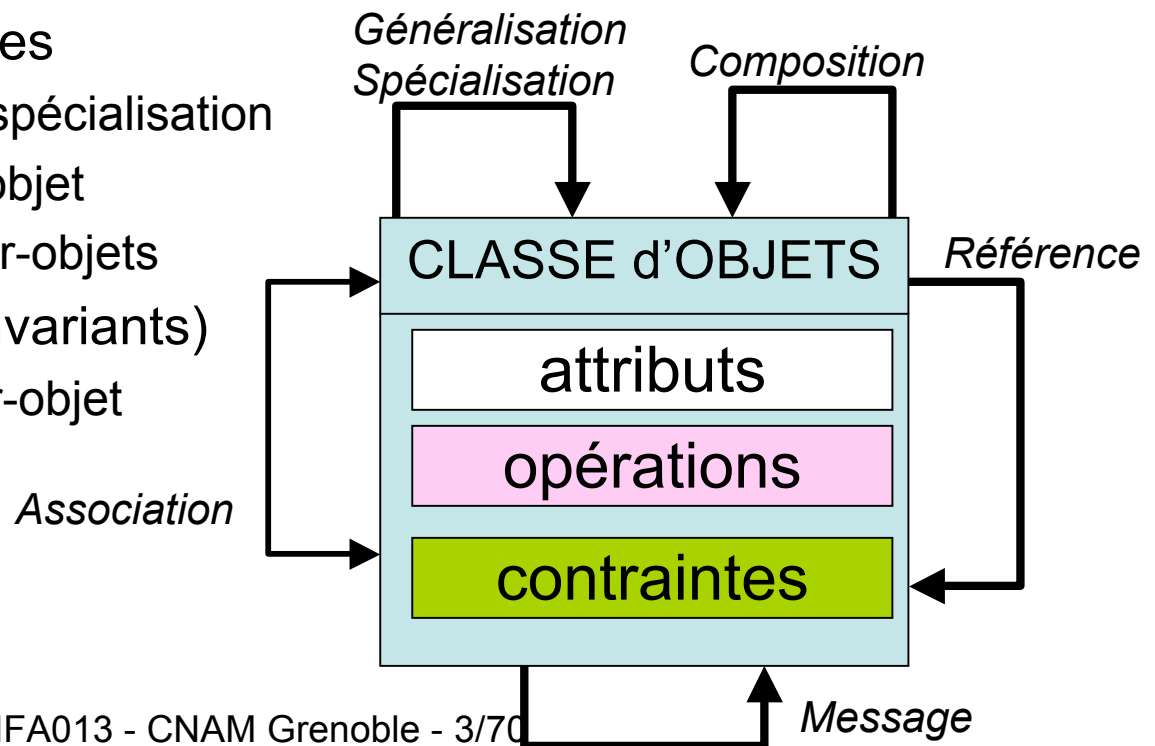 es
spécialisation
objet
r-objets
variants)
r-objet
Généralisation
Spécialisation
Composition
CLASSE d'OBJETS
Référence
attributs
opérations
contraintes
Association
Message
FA013 - CNAM Grenoble - 3/70